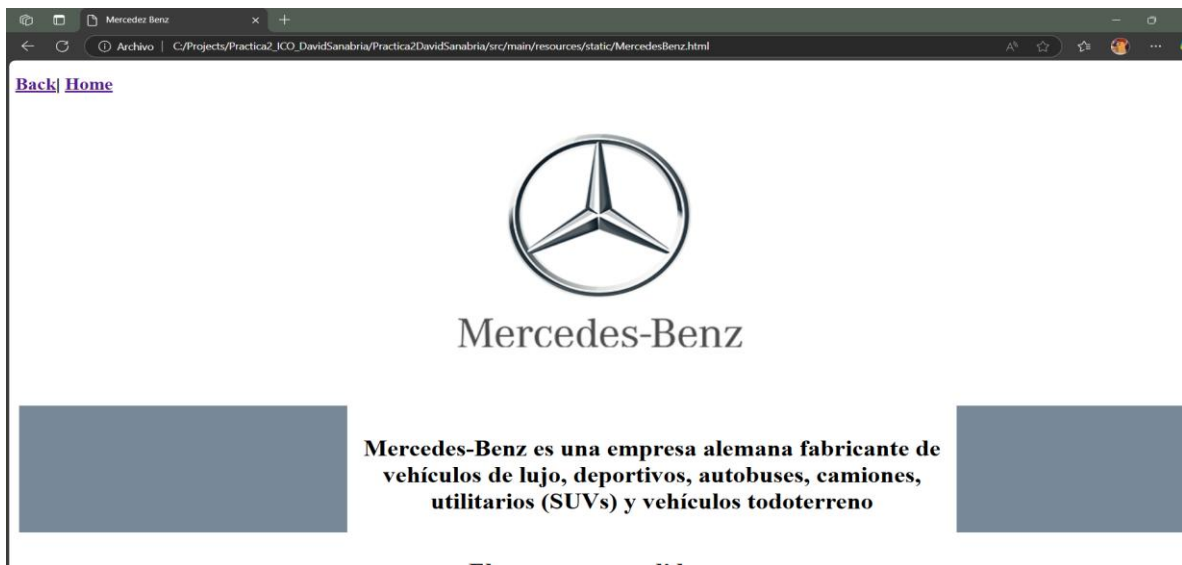 Mercedez Benz
Archivo | C:/Projects/Practica2_ICO_DavidSanabria/Practica2DavidSanabria/src/main/resources/static/MercedesBenz.html
Back| Home
Mercedes-Benz
Mercedes-Benz es una empresa alemana fabricante de
vehículos de lujo, deportivos, autobuses, camiones,
utilitarios (SUVs) y vehículos todoterreno